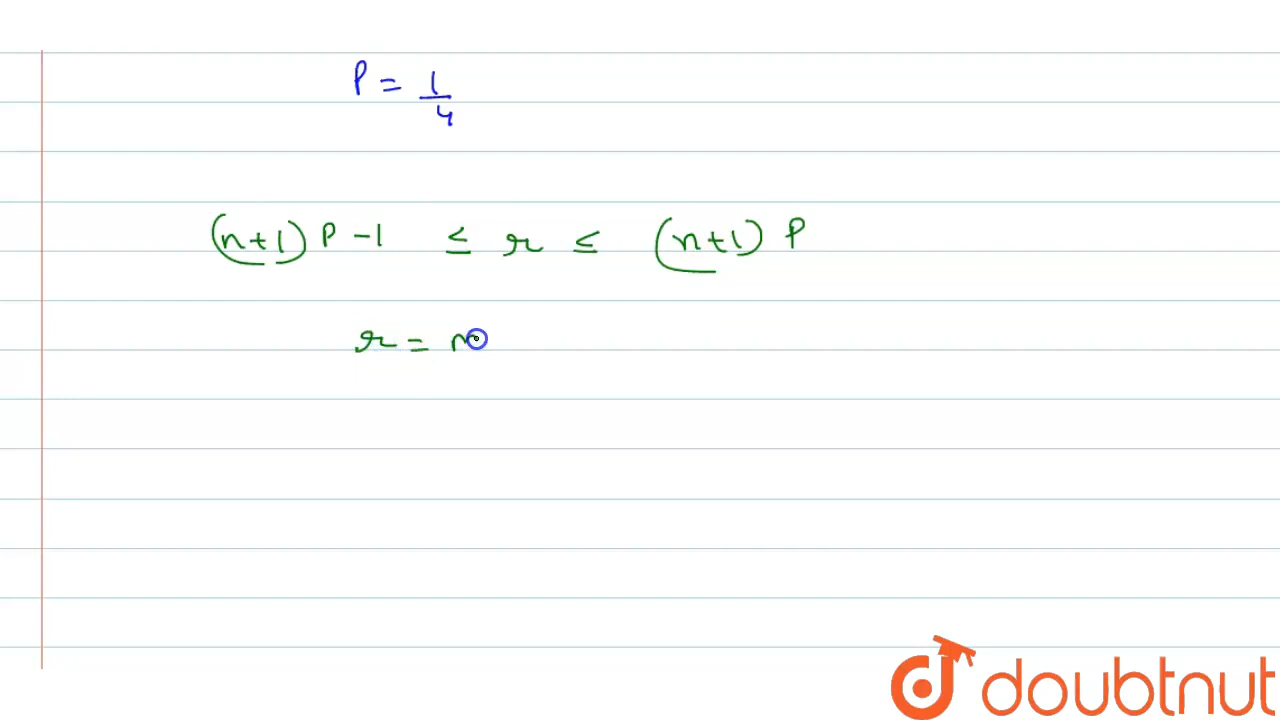 P = 1/4
(n+1) P - 1 ≤ r ≤ (n+1) P
r =
doubtnut